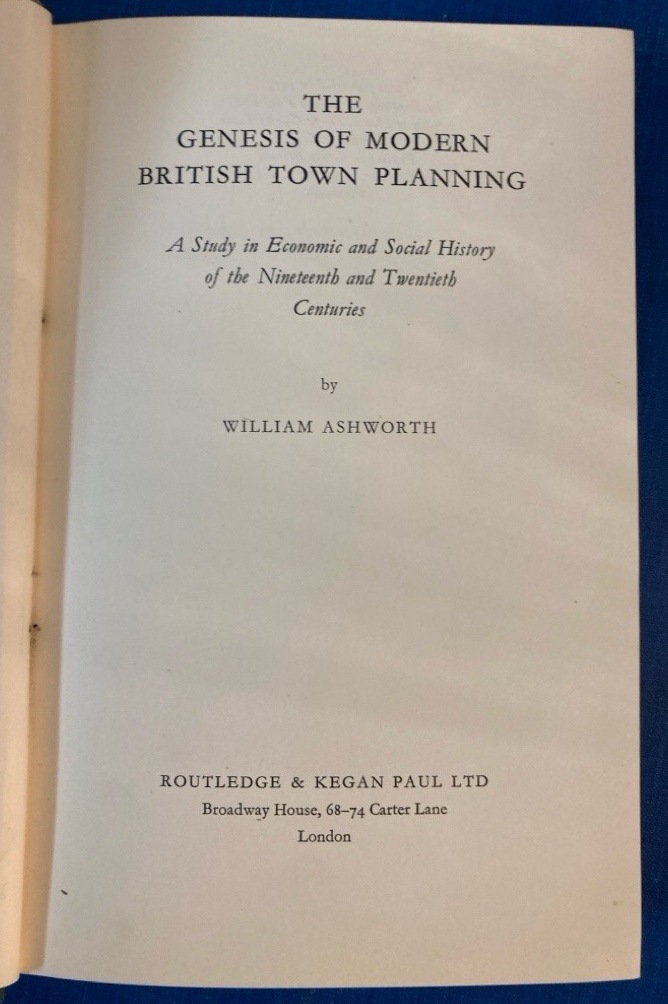 THE
GENESIS OF MODERN
BRITISH TOWN PLANNING
A Study in Economic and Social History
of the Nineteenth and Twentieth
Centuries
by
WILLIAM ASHWORTH
ROUTLEDGE & KEGAN PAUL LTD
Broadway House, 68–74 Carter Lane
London